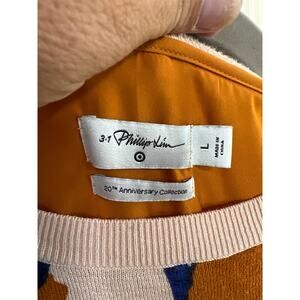 3.1 Phillip Lim
L
MADE IN
CHINA
20TH Anniversary Collection